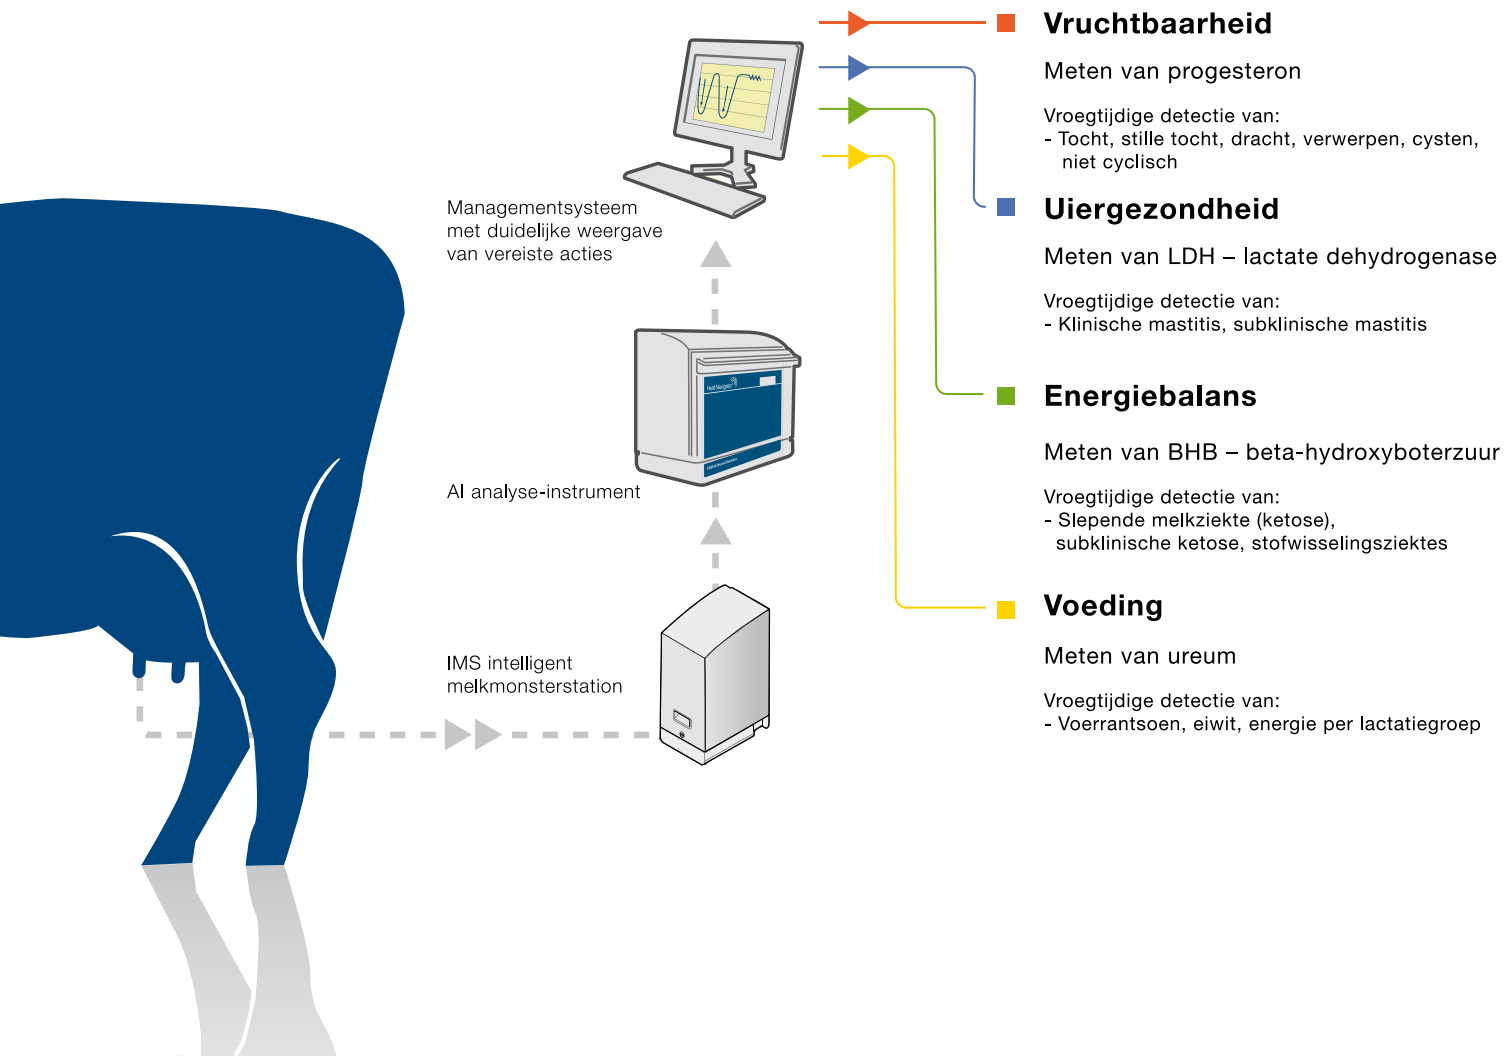 Vruchtbaarheid
Meten van progesteron
Vroegtijdige detectie van:
- Tocht, stille tocht, dracht, verwerpen, cysten,
niet cyclisch
Uiergezondheid
Meten van LDH – lactate dehydrogenase
Vroegtijdige detectie van:
- Klinische mastitis, subklinische mastitis
Energiebalans
Meten van BHB – beta-hydroxyboterzuur
Vroegtijdige detectie van:
- Slepende melkziekte (ketose),
subklinische ketose, stofwisselingsziektes
Voeding
Meten van ureum
Vroegtijdige detectie van:
- Voerrantsoen, eiwit, energie per lactatiegroep
Managementsysteem
met duidelijke weergave
van vereiste acties
Herd Navigator
AI analyse-instrument
IMS intelligent
melkmonsterstation